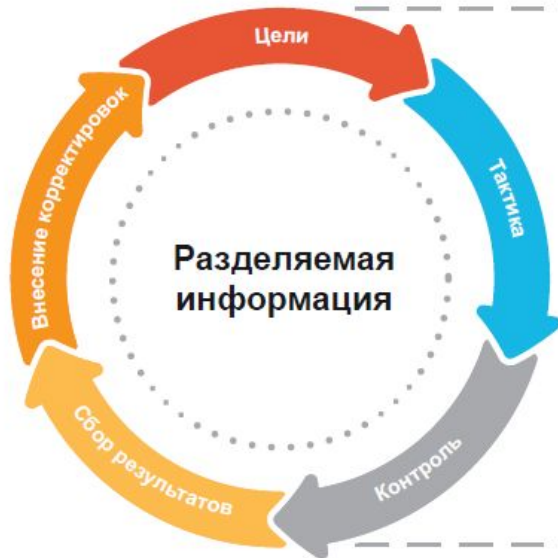 Цели
Тактика
Контроль
Сбор результатов
Внесение корректировок
Разделяемая
информация